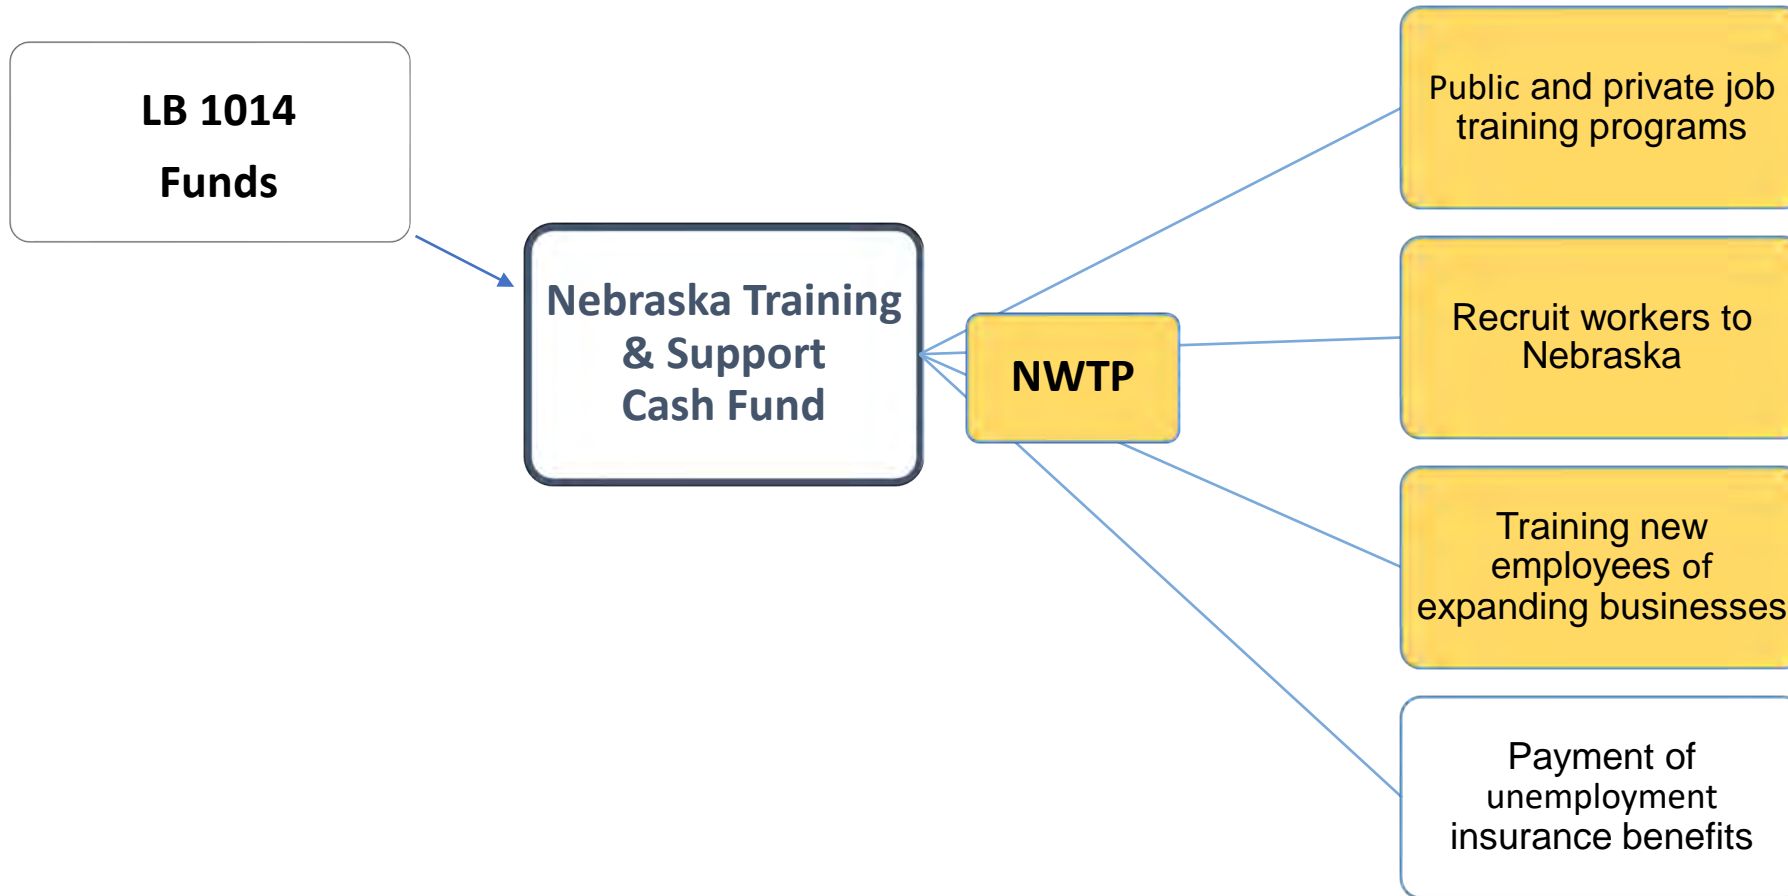 LB 1014
Funds
Nebraska Training
& Support
Cash Fund
NWTP
Public and private job
training programs
Recruit workers to
Nebraska
Training new
employees of
expanding businesses
Payment of
unemployment
insurance benefits